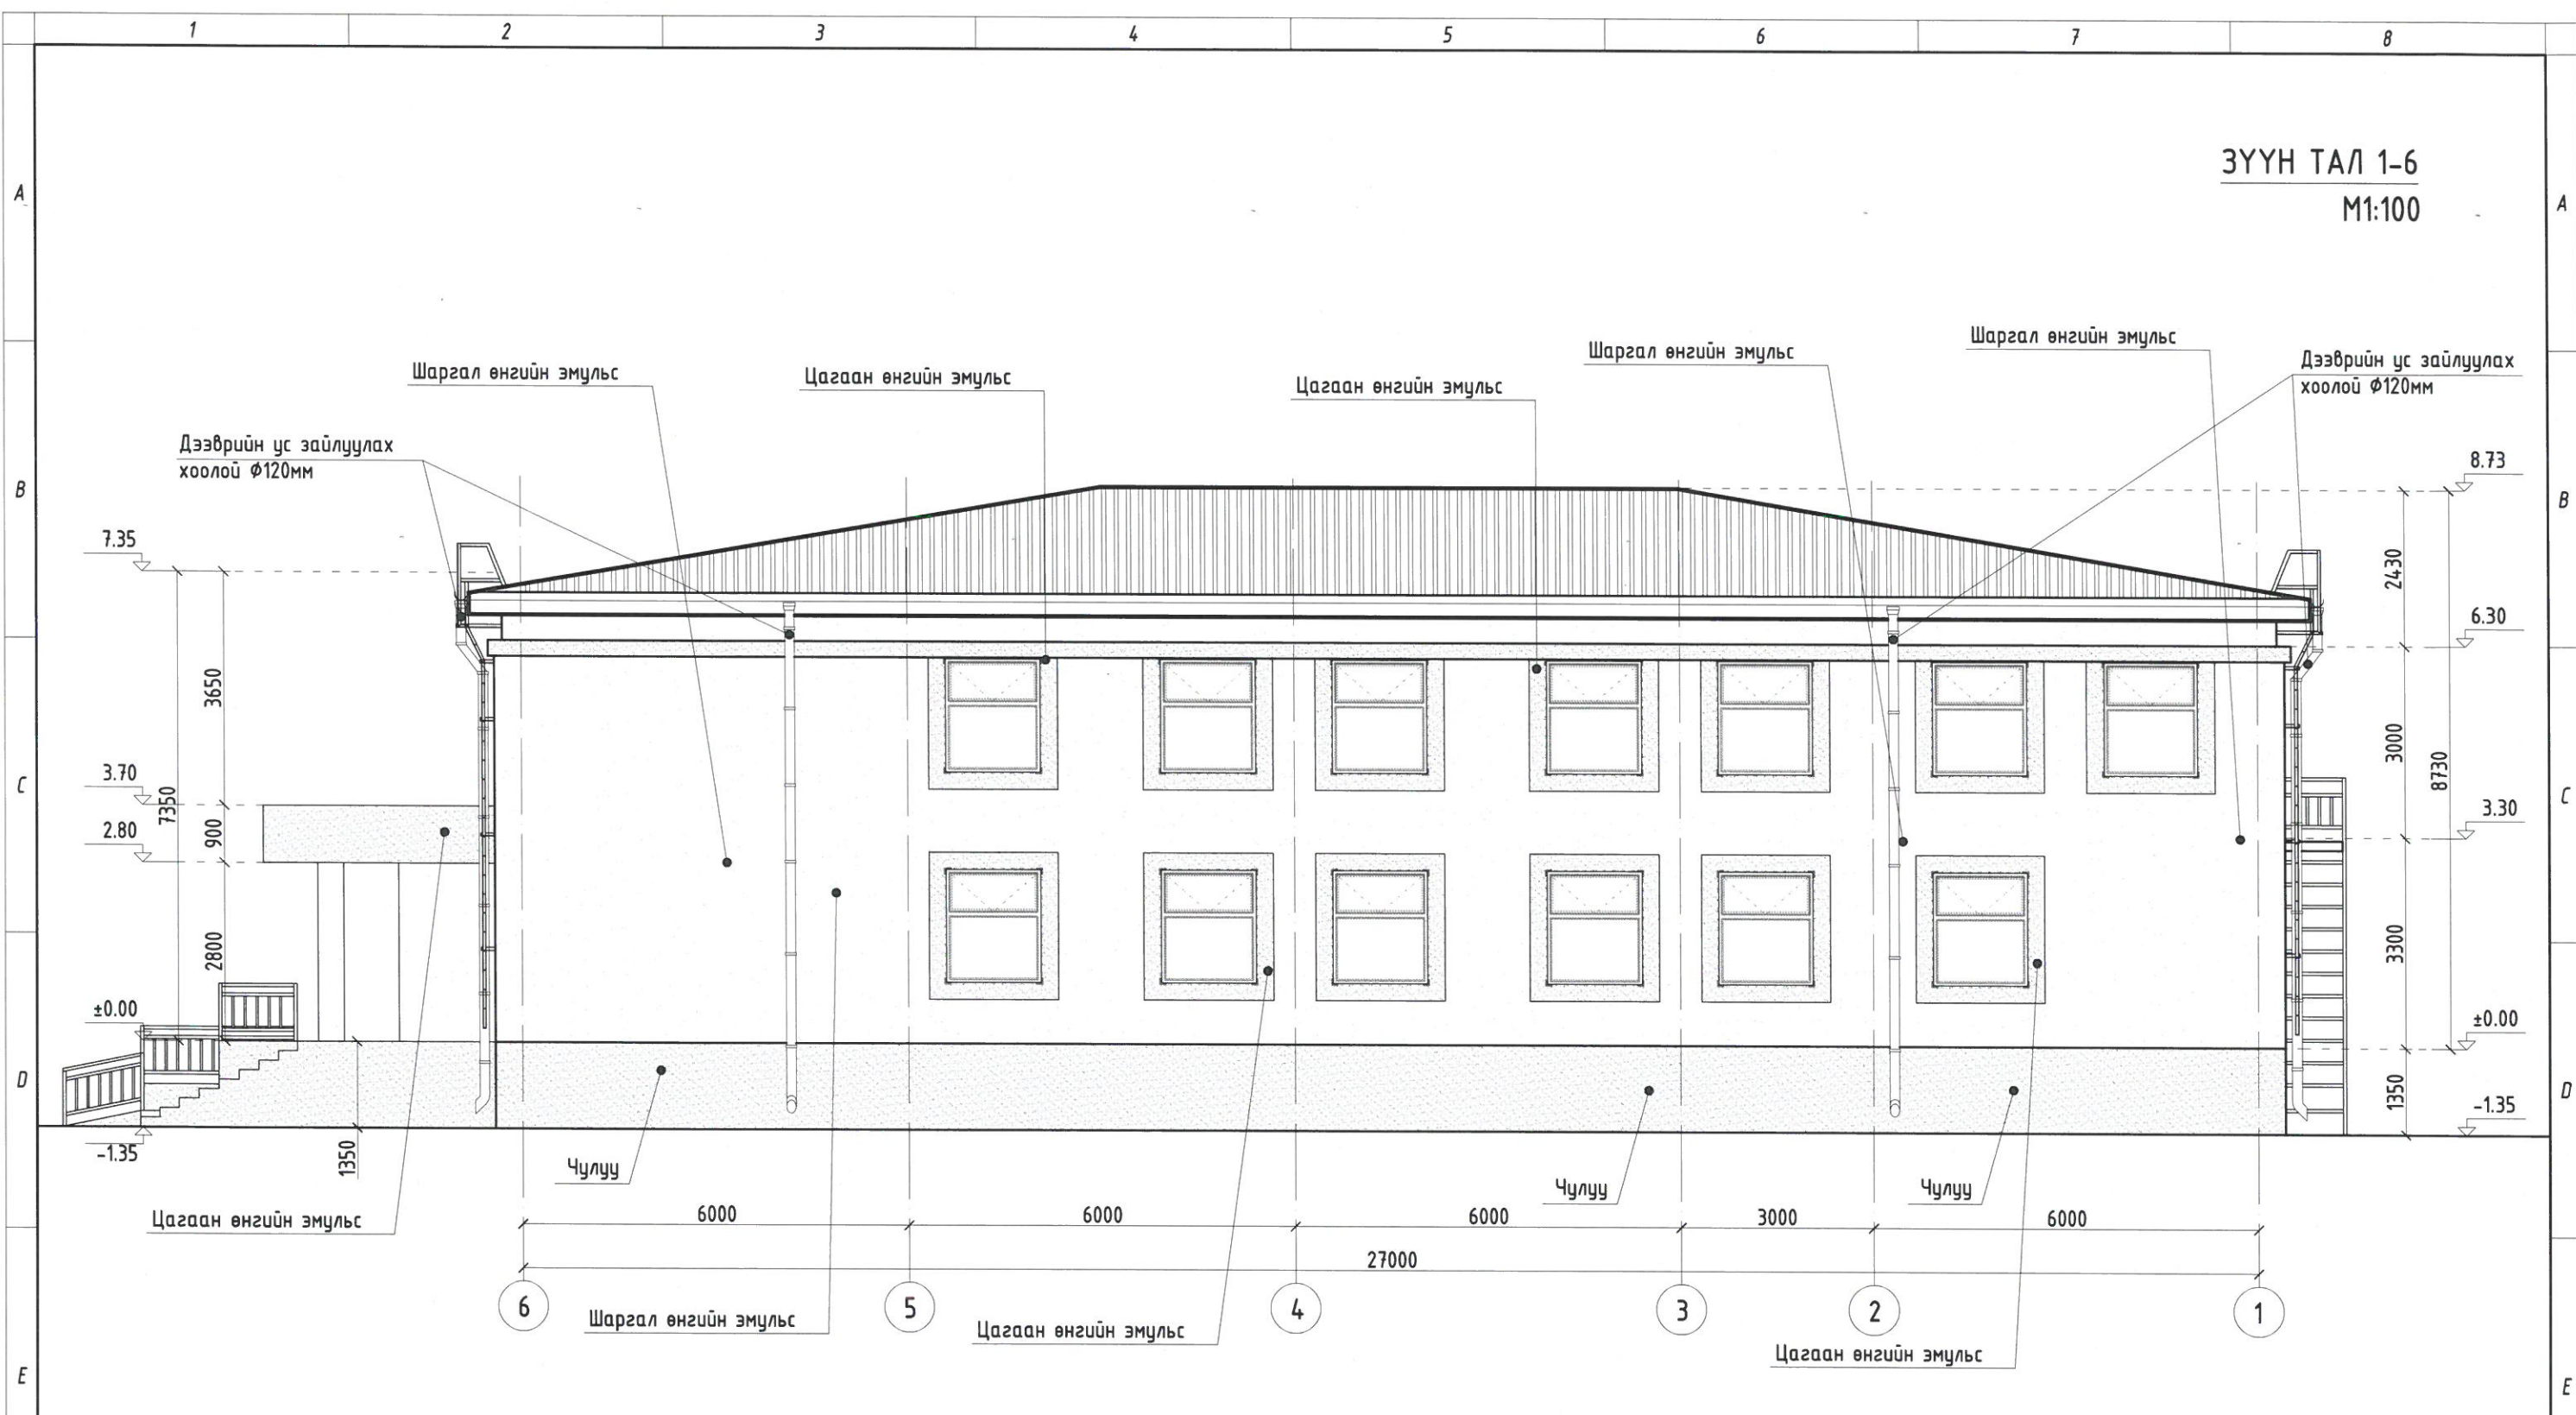 1 2 3 4 5 6 7 8
ЗҮҮН ТАЛ 1-6
М1:100
A A
Шаргал өнгийн эмульс
Шаргал өнгийн эмульс
Дээврийн ус зайлуулах
хоолой Ф120мм
Шаргал өнгийн эмульс
Цагаан өнгийн эмульс
Цагаан өнгийн эмульс
Дээврийн ус зайлуулах
хоолой Ф120мм
8.73
B B
7.35
2430
6.30
3650
3000
8730
3.70
C C
7350
3.30
2.80
900
2800
3300
±0.00
±0.00
D D
1350
-1.35
-1.35
1350
Чулуу
Чулуу
Чулуу
Цагаан өнгийн эмульс
6000 6000 6000 3000 6000
27000
6 5 4 3 2 1
Шаргал өнгийн эмульс
Цагаан өнгийн эмульс
Цагаан өнгийн эмульс
E E